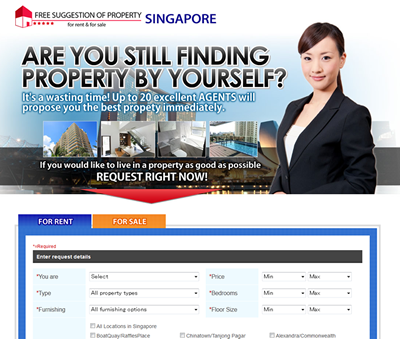 FREE SUGGESTION OF PROPERTY
for rent & for sale
SINGAPORE
ARE YOU STILL FINDING
PROPERTY BY YOURSELF?
It's a wasting time! Up to 20 excellent AGENTS will
propose you the best propety immediately.
If you would like to live in a property as good as possible
REQUEST RIGHT NOW!
FOR RENT
FOR SALE
*=Required
Enter request details
*You are Select *Price Min Max
*Type All property types *Bedrooms Min Max
*Furnishing All furnishing options *Floor Size Min Max
All Locations in Singapore
BoatQuay/RafflesPlace Chinatown/Tanjong Pagar Alexandra/Commonwealth